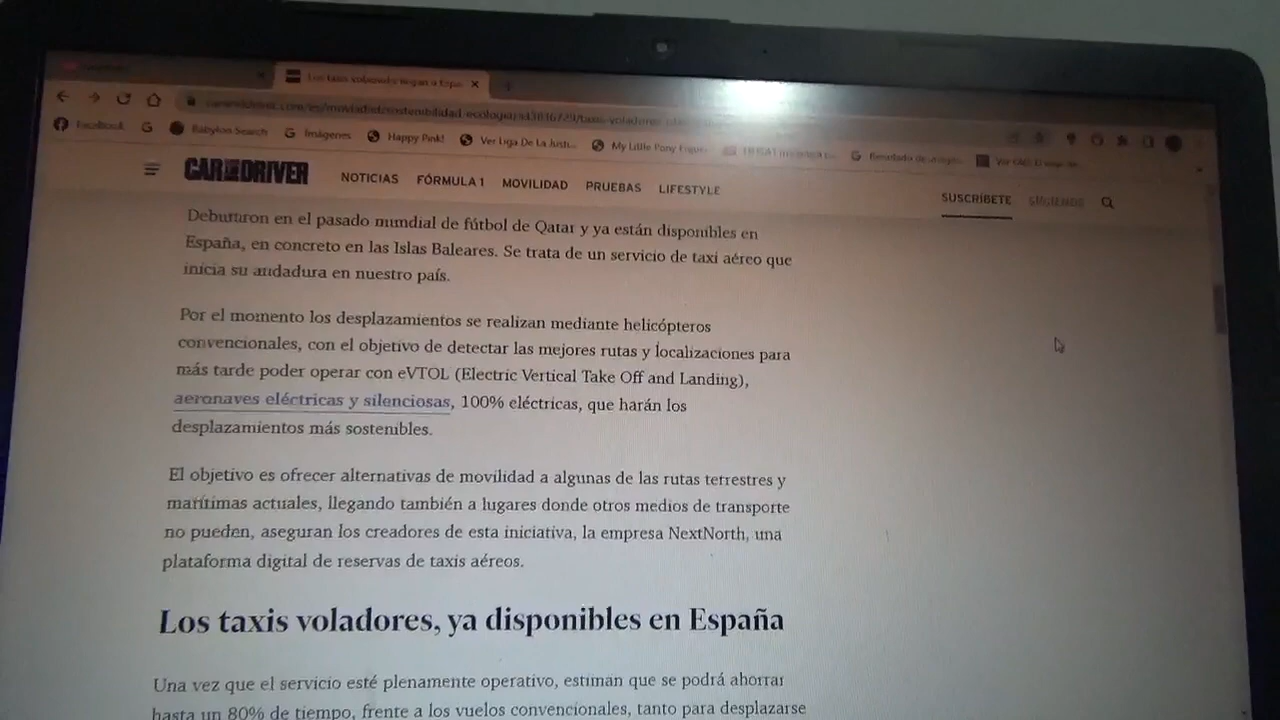 Los taxis voladores llegan a Espa
Facebook
G
Babylon Search
Imágenes
Happy Pink!
Ver Liga De La Justi...
My Little Pony Eques
CAR AND DRIVER
NOTICIAS FÓRMULA 1 MOVILIDAD PRUEBAS LIFESTYLE
SUSCRÍBETE
Debutaron en el pasado mundial de fútbol de Qatar y ya están disponibles en
España, en concreto en las Islas Baleares. Se trata de un servicio de taxi aéreo que
inicia su andadura en nuestro país.
Por el momento los desplazamientos se realizan mediante helicópteros
convencionales, con el objetivo de detectar las mejores rutas y localizaciones para
más tarde poder operar con eVTOL (Electric Vertical Take Off and Landing),
aeronaves eléctricas y silenciosas, 100% eléctricas, que harán los
desplazamientos más sostenibles.
El objetivo es ofrecer alternativas de movilidad a algunas de las rutas terrestres y
marítimas actuales, llegando también a lugares donde otros medios de transporte
no pueden, aseguran los creadores de esta iniciativa, la empresa NextNorth, una
plataforma digital de reservas de taxis aéreos.
Los taxis voladores, ya disponibles en España
Una vez que el servicio esté plenamente operativo, estiman que se podrá ahorrar
hasta un 80% de tiempo, frente a los vuelos convencionales, tanto para desplazarse